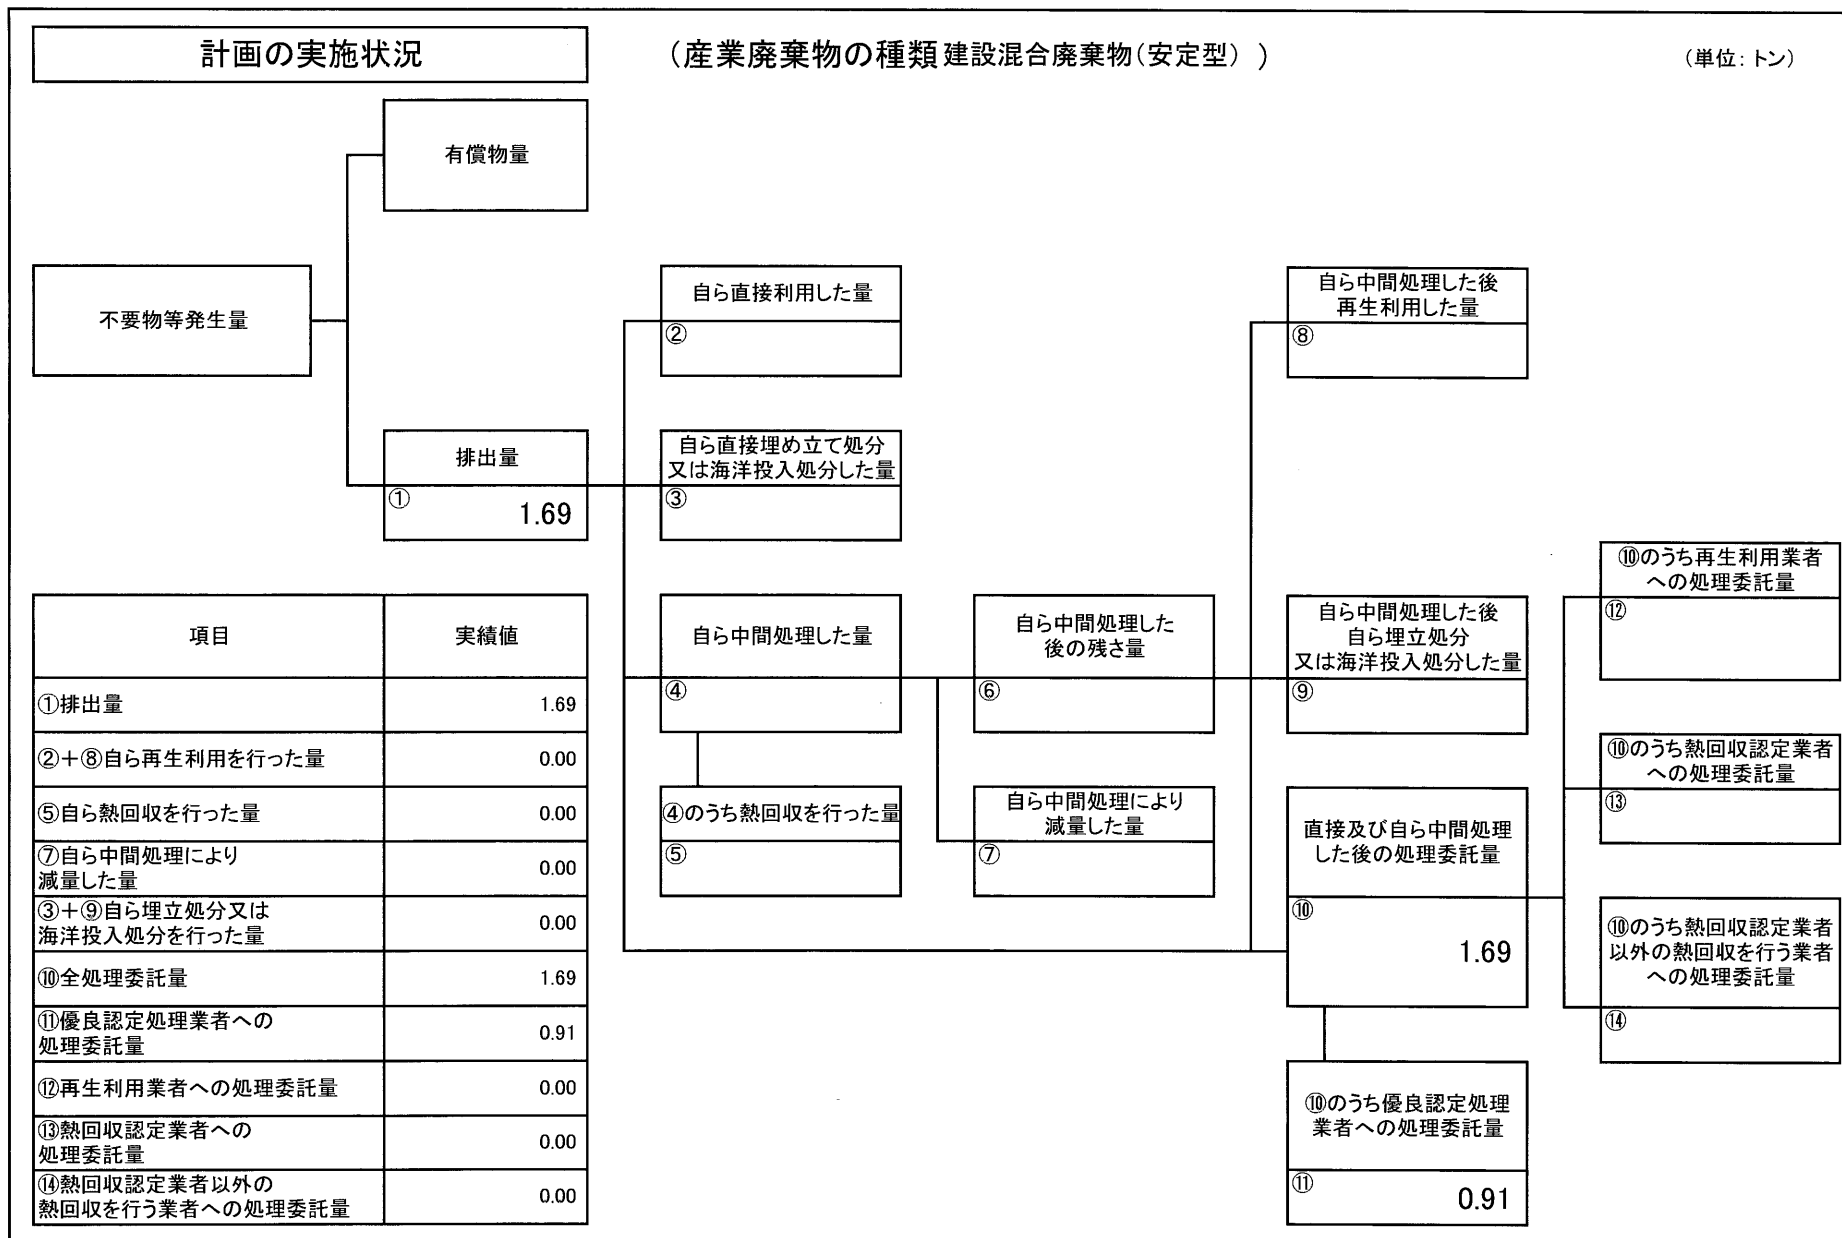 計画の実施状況
（産業廃棄物の種類 建設混合廃棄物（安定型））
（単位：トン）
有償物量
不要物等発生量
排出量
①
1.69
自ら直接利用した量
②
自ら直接埋め立て処分
又は海洋投入処分した量
③
自ら中間処理した量
④
④のうち熱回収を行った量
⑤
自ら中間処理した
後の残さ量
⑥
自ら中間処理により
減量した量
⑦
自ら中間処理した後
再生利用した量
⑧
自ら中間処理した後
自ら埋立処分
又は海洋投入処分した量
⑨
直接及び自ら中間処理
した後の処理委託量
⑩
1.69
⑩のうち優良認定処理
業者への処理委託量
⑪
0.91
⑩のうち再生利用業者
への処理委託量
⑫
⑩のうち熱回収認定業者
への処理委託量
⑬
⑩のうち熱回収認定業者
以外の熱回収を行う業者
への処理委託量
⑭
項目 実績値
①排出量 1.69
②＋⑧自ら再生利用を行った量 0.00
⑤自ら熱回収を行った量 0.00
⑦自ら中間処理により
減量した量 0.00
③＋⑨自ら埋立処分又は
海洋投入処分を行った量 0.00
⑩全処理委託量 1.69
⑪優良認定処理業者への
処理委託量 0.91
⑫再生利用業者への処理委託量 0.00
⑬熱回収認定業者への
処理委託量 0.00
⑭熱回収認定業者以外の
熱回収を行う業者への処理委託量 0.00